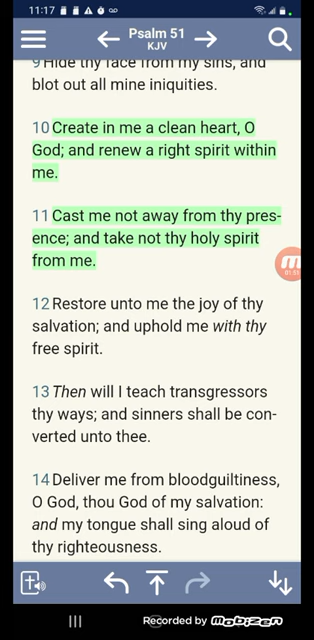 11:17
Psalm 51
KJV
9 Hide thy face from my sins, and
blot out all mine iniquities.
10 Create in me a clean heart, O
God; and renew a right spirit within
me.
11 Cast me not away from thy pres-
ence; and take not thy holy spirit
from me.
12 Restore unto me the joy of thy
salvation; and uphold me with thy
free spirit.
13 Then will I teach transgressors
thy ways; and sinners shall be con-
verted unto thee.
14 Deliver me from bloodguiltiness,
O God, thou God of my salvation:
and my tongue shall sing aloud of
thy righteousness.
Recorded by mobizen